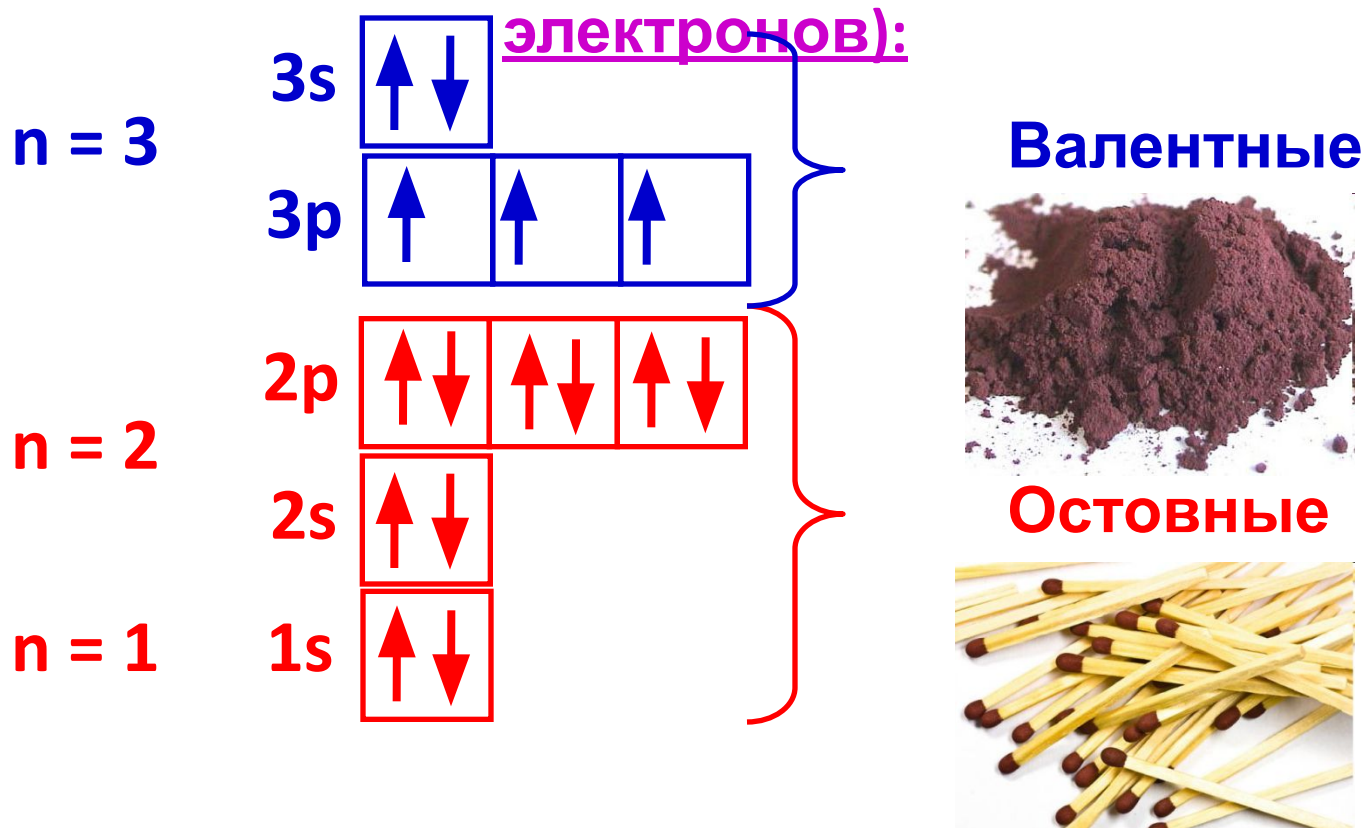 электронов):
3s
n = 3
Валентные
3p
2p
n = 2
2s
Остовные
n = 1
1s